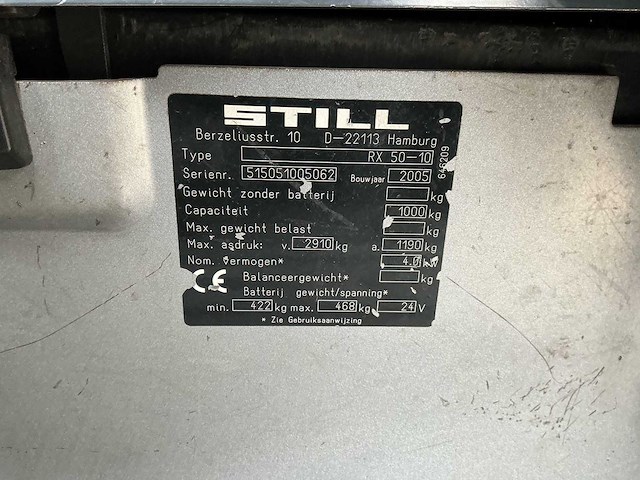 STILL
Berzeliusstr. 10 D-22113 Hamburg
Type RX 50-10
Serienr. 515051005062 Bouwjaar 2005
Gewicht zonder batterij kg
Capaciteit 1000 kg
Max. gewicht belast kg
Max. asdruk: v. 2910 kg a. 1190 kg
Nom. vermogen* 4.0 kW
CE Balanceergewicht* kg
Batterij gewicht/spanning*
min. 422 kg max. 468 kg 24 V
* Zie Gebruiksaanwijzing
646209